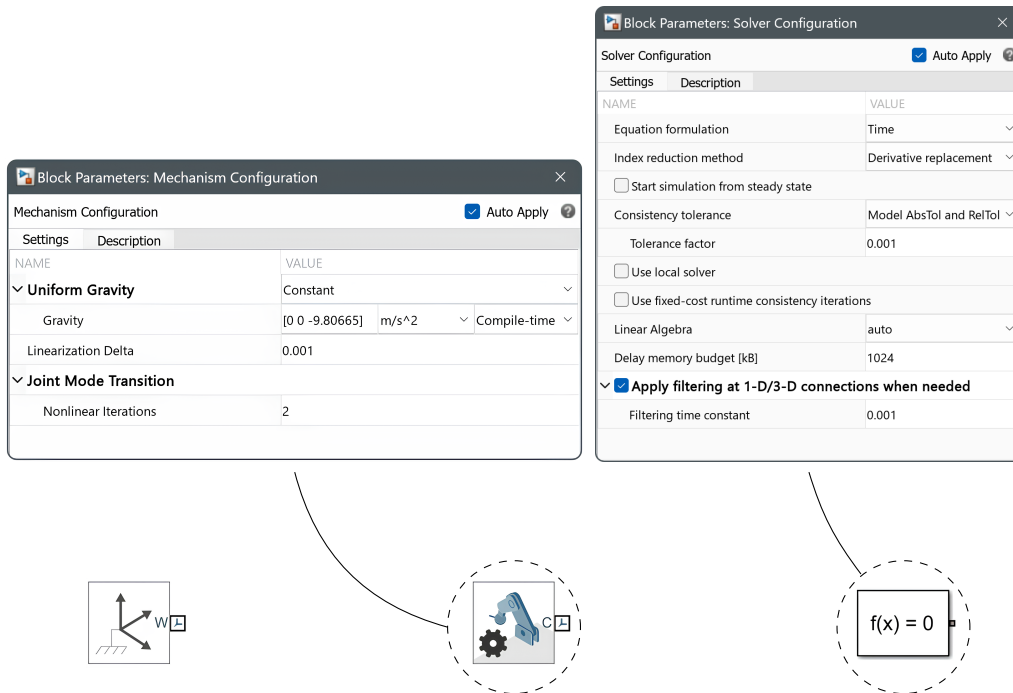 Block Parameters: Solver Configuration
Solver Configuration
Auto Apply
Settings Description
NAME VALUE
Equation formulation Time
Index reduction method Derivative replacement
Start simulation from steady state
Consistency tolerance Model AbsTol and RelTol
Tolerance factor 0.001
Use local solver
Use fixed-cost runtime consistency iterations
Linear Algebra auto
Delay memory budget [kB] 1024
Apply filtering at 1-D/3-D connections when needed
Filtering time constant 0.001
Block Parameters: Mechanism Configuration
Mechanism Configuration
Auto Apply ?
Settings Description
NAME VALUE
Uniform Gravity Constant
Gravity [0 0 -9.80665] m/s^2 Compile-time
Linearization Delta 0.001
Joint Mode Transition
Nonlinear Iterations 2
W
C
f(x) = 0